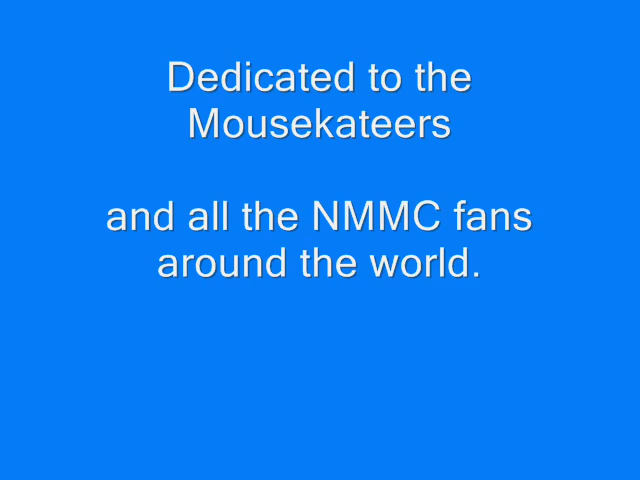 Dedicated to the
Mousekateers
and all the NMMC fans
around the world.